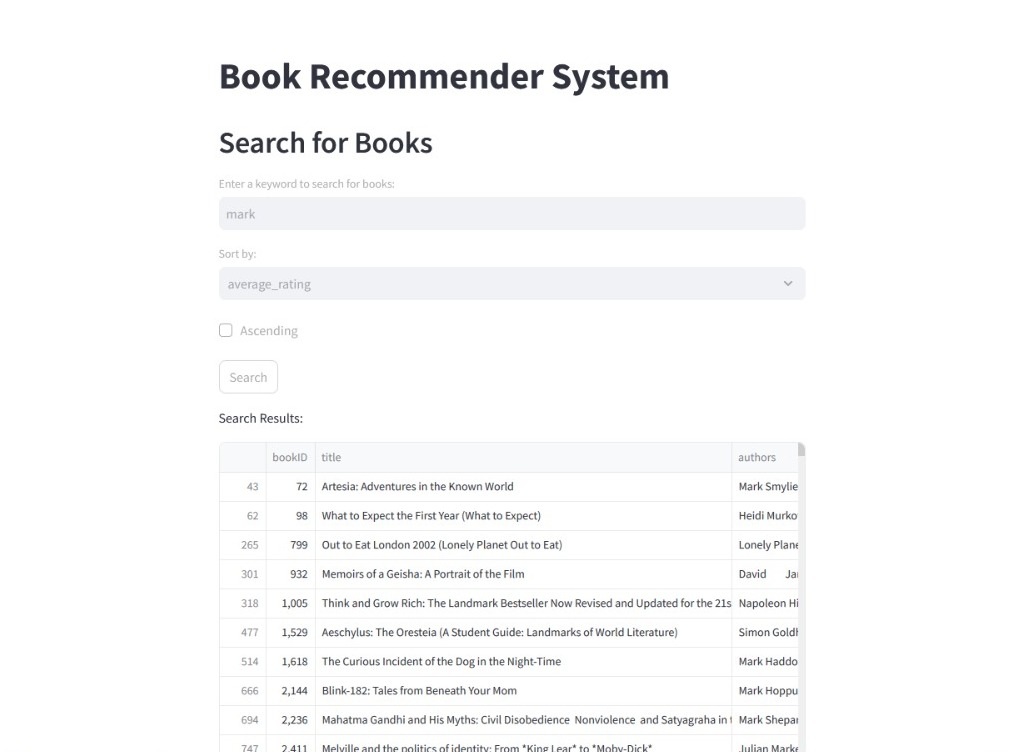 Book Recommender System
Search for Books
Enter a keyword to search for books:
mark
Sort by:
average_rating
Ascending
Search
Search Results:
bookID title authors
43 72 Artesia: Adventures in the Known World Mark Smylie
62 98 What to Expect the First Year (What to Expect) Heidi Murko
265 799 Out to Eat London 2002 (Lonely Planet Out to Eat) Lonely Plane
301 932 Memoirs of a Geisha: A Portrait of the Film David Ja
318 1,005 Think and Grow Rich: The Landmark Bestseller Now Revised and Updated for the 21s Napoleon Hi
477 1,529 Aeschylus: The Oresteia (A Student Guide: Landmarks of World Literature) Simon Goldh
514 1,618 The Curious Incident of the Dog in the Night-Time Mark Haddo
666 2,144 Blink-182: Tales from Beneath Your Mom Mark Hoppu
694 2,236 Mahatma Gandhi and His Myths: Civil Disobedience Nonviolence and Satyagraha in t Mark Shepar
747 2,411 Melville and the politics of identity: From *King Lear* to *Moby-Dick* Julian Marke